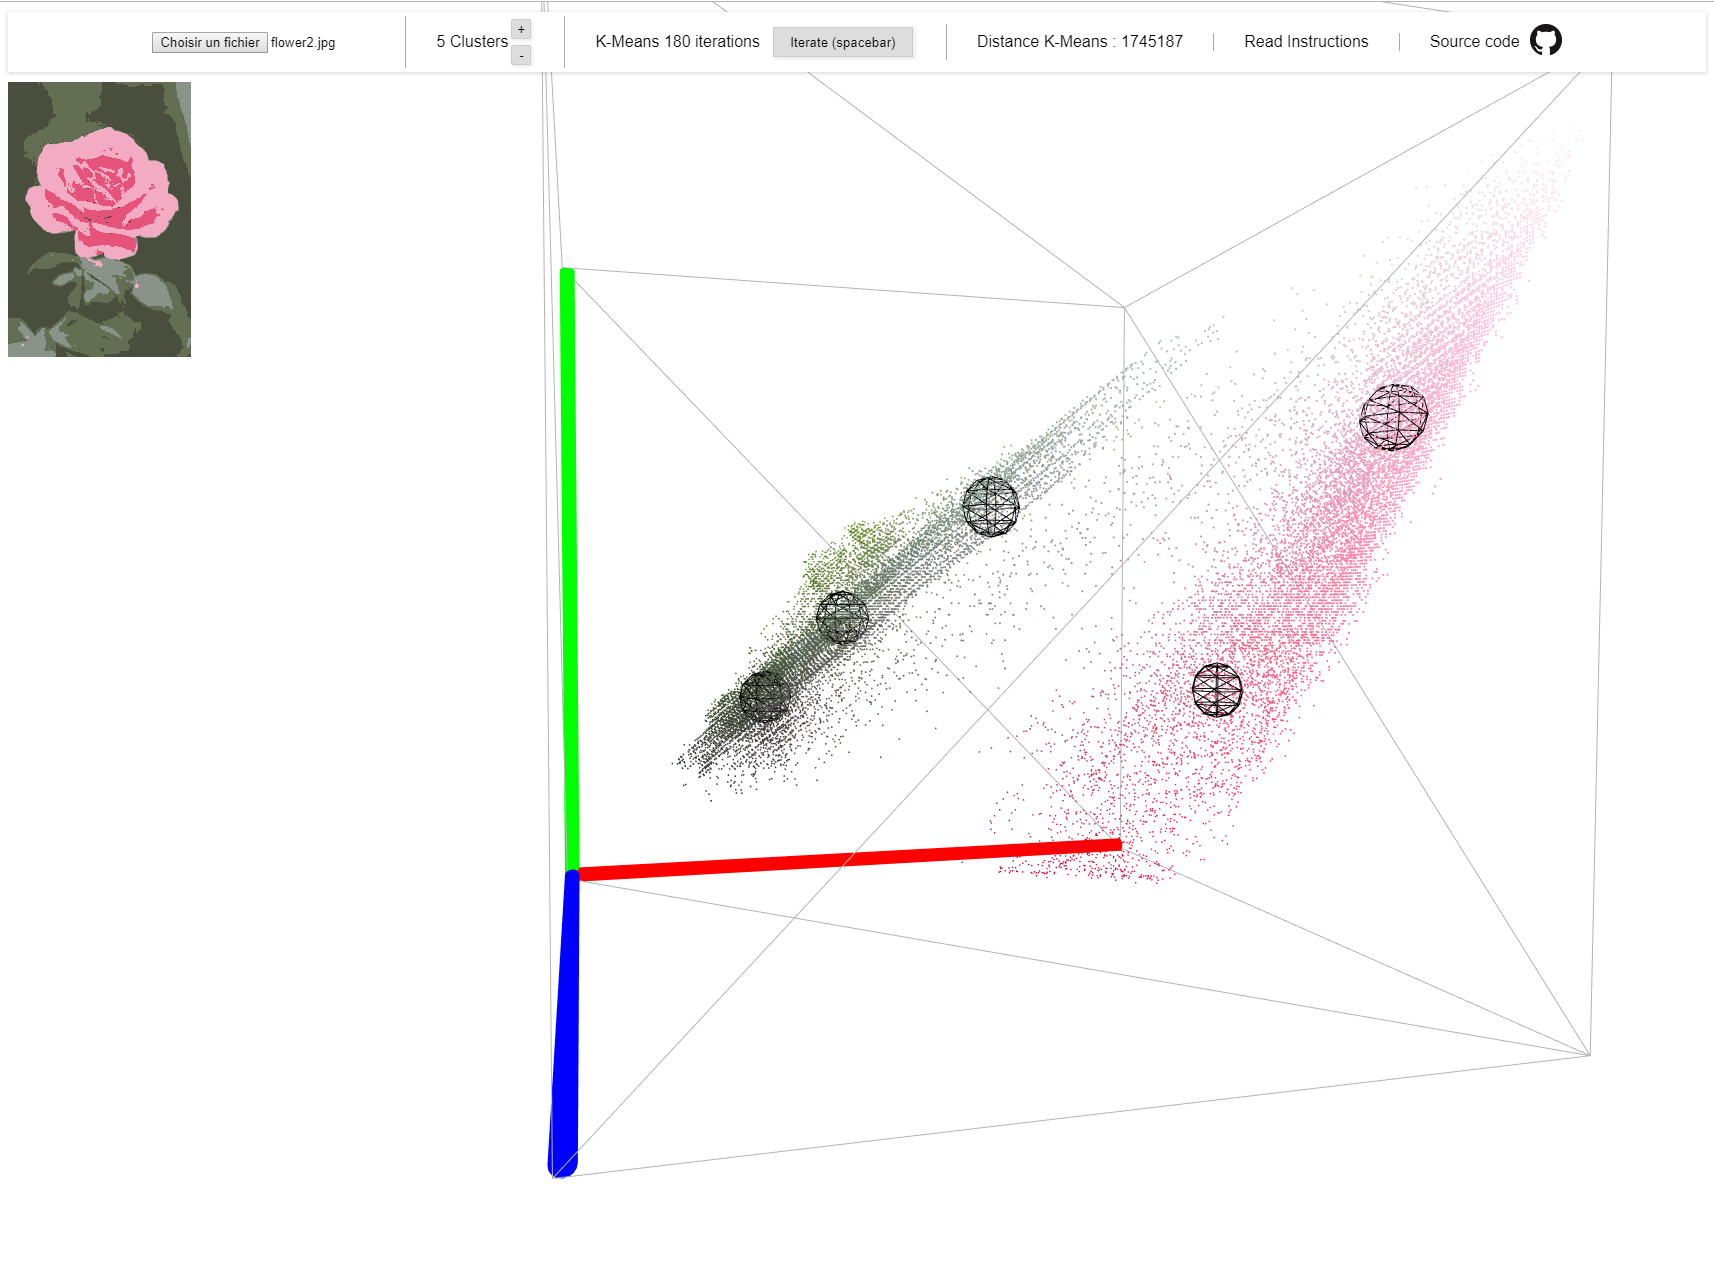 Choisir un fichier flower2.jpg
5 Clusters
+
-
K-Means 180 iterations
Iterate (spacebar)
Distance K-Means : 1745187
Read Instructions
Source code